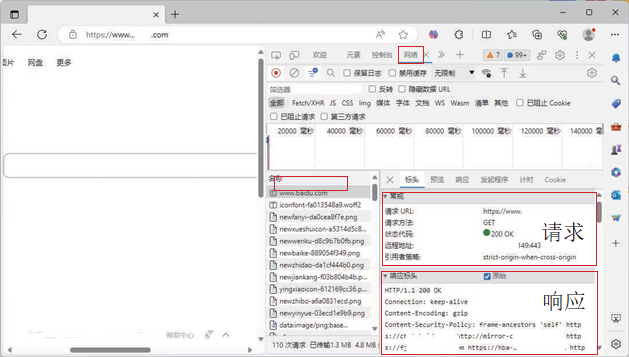 https://www... .com
图片 网盘 更多
帮助中心
欢迎 元素 控制台 网络
7 99+
保留日志 禁用缓存 无限制
筛选器 反转 隐藏数据 URL
全部 Fetch/XHR JS CSS Img 媒体 字体 文档 WS Wasm 清单 其他 已阻止 Cookie
已阻止请求 第三方请求
20000 毫秒 40000 毫秒 60000 毫秒 80000 毫秒 100000 毫秒 120000 毫秒 140000
名称
www.baidu.com
iconfont-fa013548a9.woff2
newfanyi-da0cea8f7e.png
newxueshuicon-a5314d5c8...
newwenku-d8c9b7b0fb.png
newbaike-889054f349.png
newzhidao-da1cf444b0.png
newjiankang-f03b804b4b.png
yingxiaoicon-612169cc36.png
newzhibo-a6a0831ecd.png
newyinyue-03ecd1e9b9.png
data:image/png;base...
110 次请求 已传输1.3 MB 4.8 MB
标头 预览 响应 发起程序 计时 Cookie
常规
请求 URL: https://www.
请求方法: GET
状态代码: 200 OK
远程地址: 149:443
引用者策略: strict-origin-when-cross-origin
请求
响应标头 原始
HTTP/1.1 200 OK
Connection: keep-alive
Content-Encoding: gzip
Content-Security-Policy: frame-ancestors 'self' http
s://ch http://mirror-c
s://f https://hba- http
响应